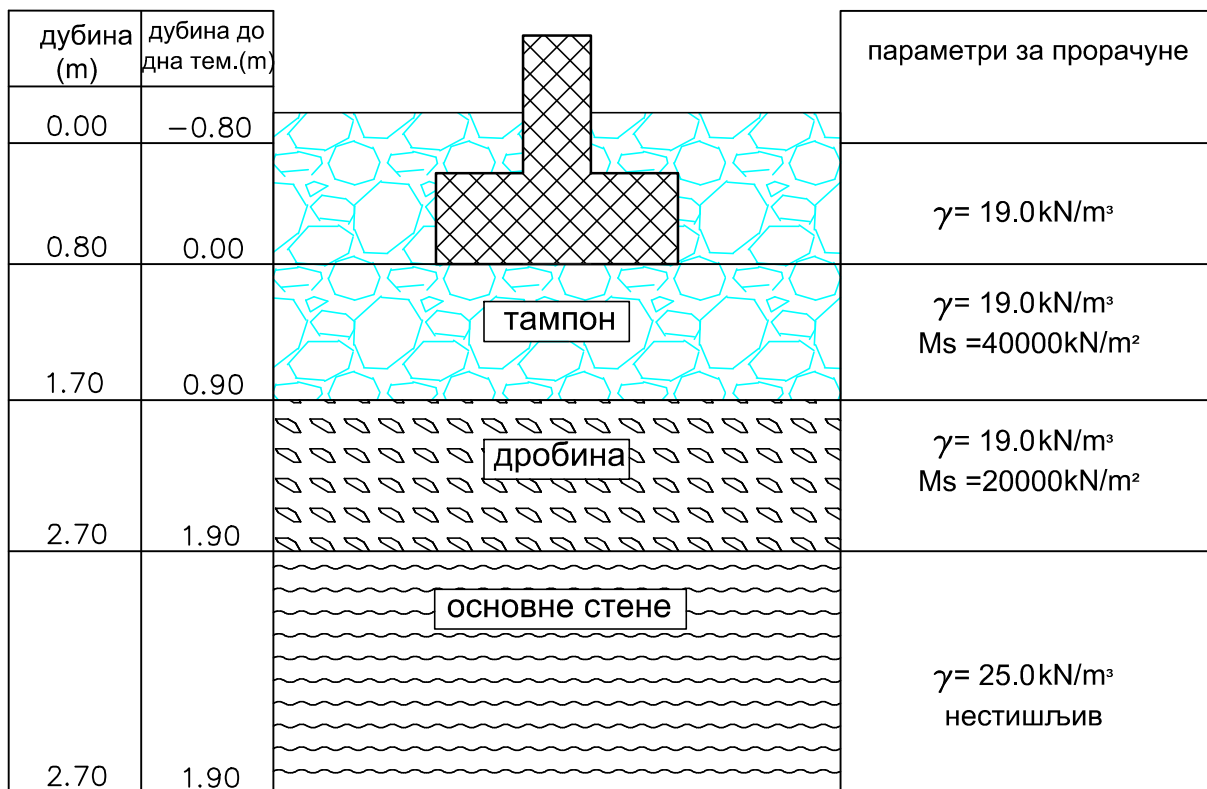 дубина
(m)
дубина до
дна тем.(m)
параметри за прорачуне
0.00
−0.80
0.80
0.00
γ= 19.0kN/m³
тампон
γ= 19.0kN/m³
Ms =40000kN/m²
1.70
0.90
дробина
γ= 19.0kN/m³
Ms =20000kN/m²
2.70
1.90
основне стене
γ= 25.0kN/m³
нестишљив
2.70
1.90